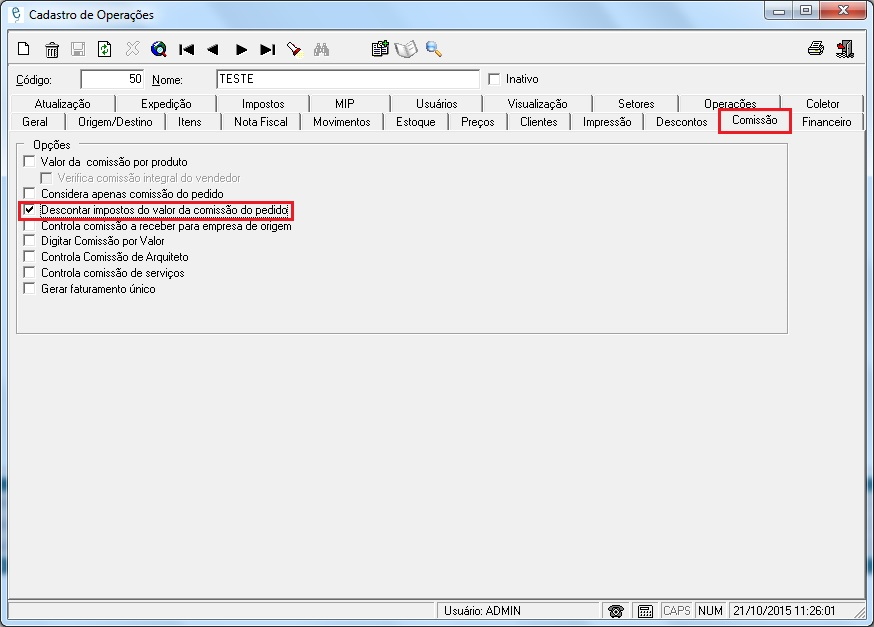 Cadastro de Operações
Código: 50 Nome: TESTE Inativo
Atualização Expedição Impostos MIP Usuários Visualização Setores Operações Coletor
Geral Origem/Destino Itens Nota Fiscal Movimentos Estoque Preços Clientes Impressão Descontos Comissão Financeiro
Opções
Valor da comissão por produto
Verifica comissão integral do vendedor
Considera apenas comissão do pedido
Descontar impostos do valor da comissão do pedido
Controla comissão a receber para empresa de origem
Digitar Comissão por Valor
Controla Comissão de Arquiteto
Controla comissão de serviços
Gerar faturamento único
Usuário: ADMIN CAPS NUM 21/10/2015 11:26:01